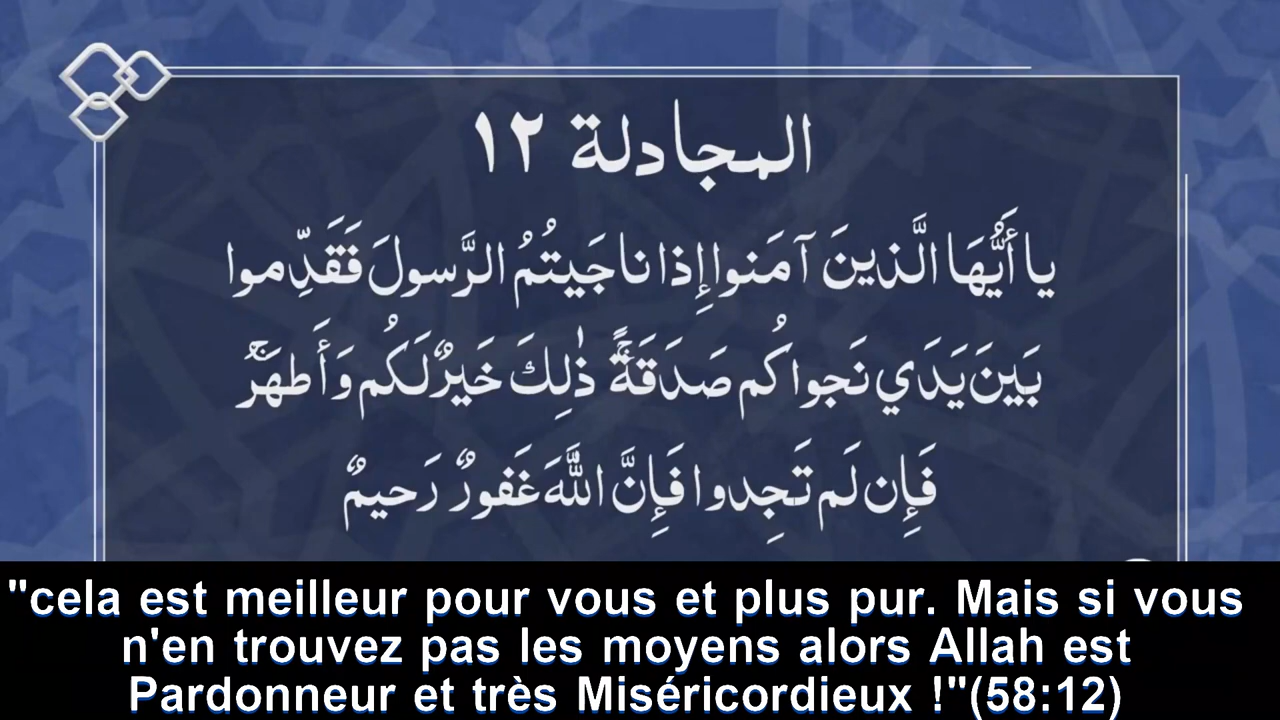 المجادلة ١٢
يا أَيُّهَا الَّذينَ آمَنوا إِذا ناجَيتُمُ الرَّسولَ فَقَدِّموا
بَينَ يَدَي نَجواكُم صَدَقَةً ۚ ذٰلِكَ خَيرٌ لَكُم وَأَطهَرُ ۚ
فَإِن لَم تَجِدوا فَإِنَّ اللَّهَ غَفورٌ رَحيمٌ
"cela est meilleur pour vous et plus pur. Mais si vous
n'en trouvez pas les moyens alors Allah est
Pardonneur et très Miséricordieux !"(58:12)